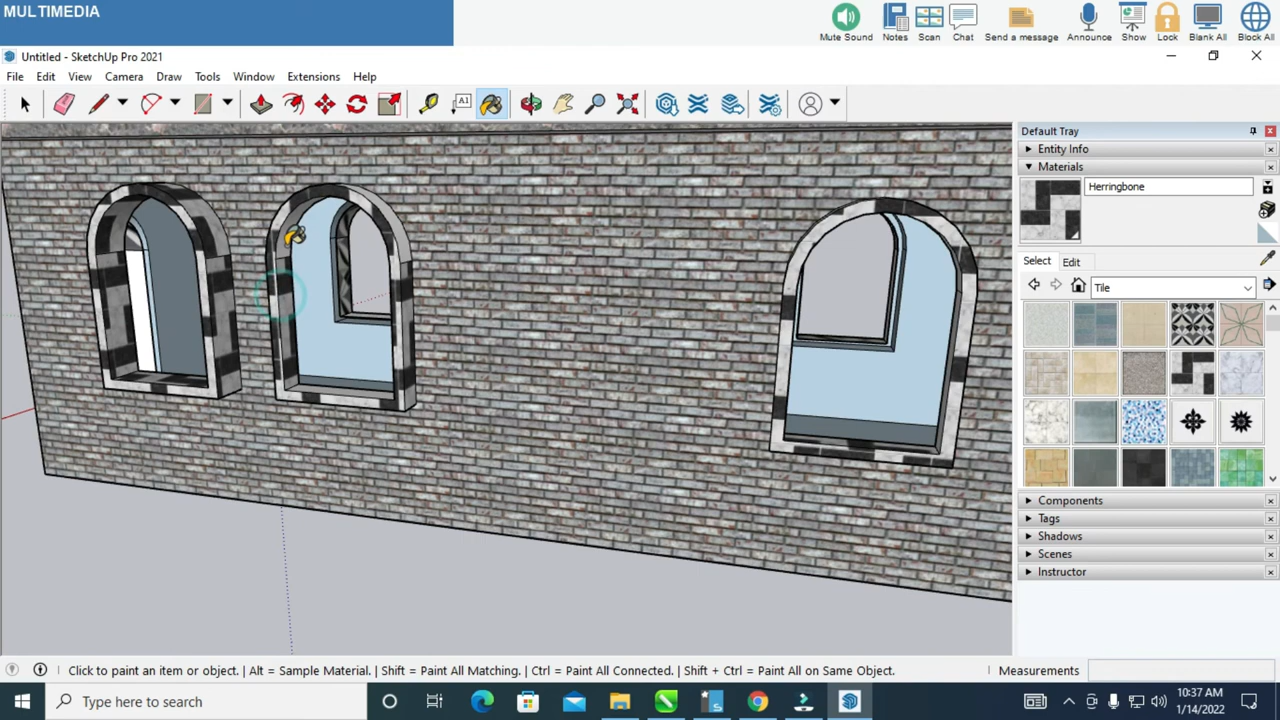 MULTIMEDIA
Mute Sound Notes Scan Chat Send a message Announce Show Lock Blank All Block All
Untitled - SketchUp Pro 2021
File Edit View Camera Draw Tools Window Extensions Help
A1
Default Tray
Entity Info
Materials
Herringbone
Select Edit
Tile
Components
Tags
Shadows
Scenes
Instructor
Click to paint an item or object. | Alt = Sample Material. | Shift = Paint All Matching. | Ctrl = Paint All Connected. | Shift + Ctrl = Paint All on Same Object. Measurements
Type here to search
10:37 AM
1/14/2022